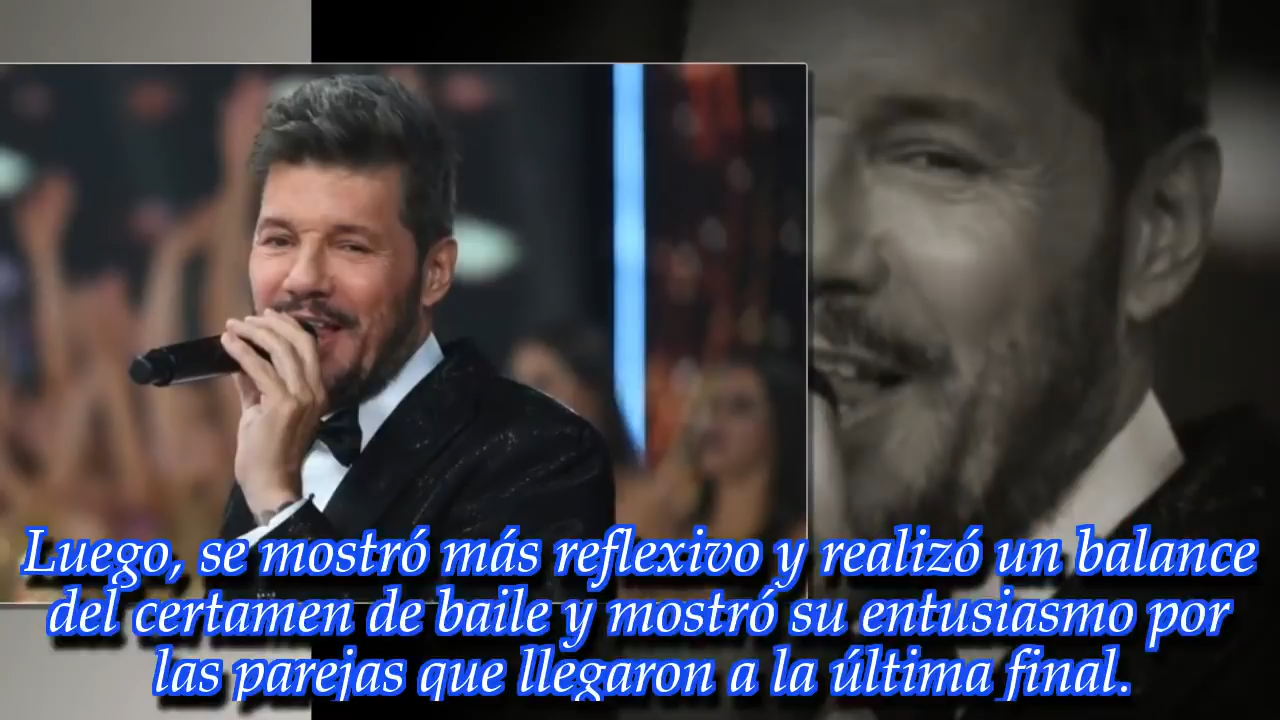 Luego, se mostró más reflexivo y realizó un balance
del certamen de baile y mostró su entusiasmo por
las parejas que llegaron a la última final.